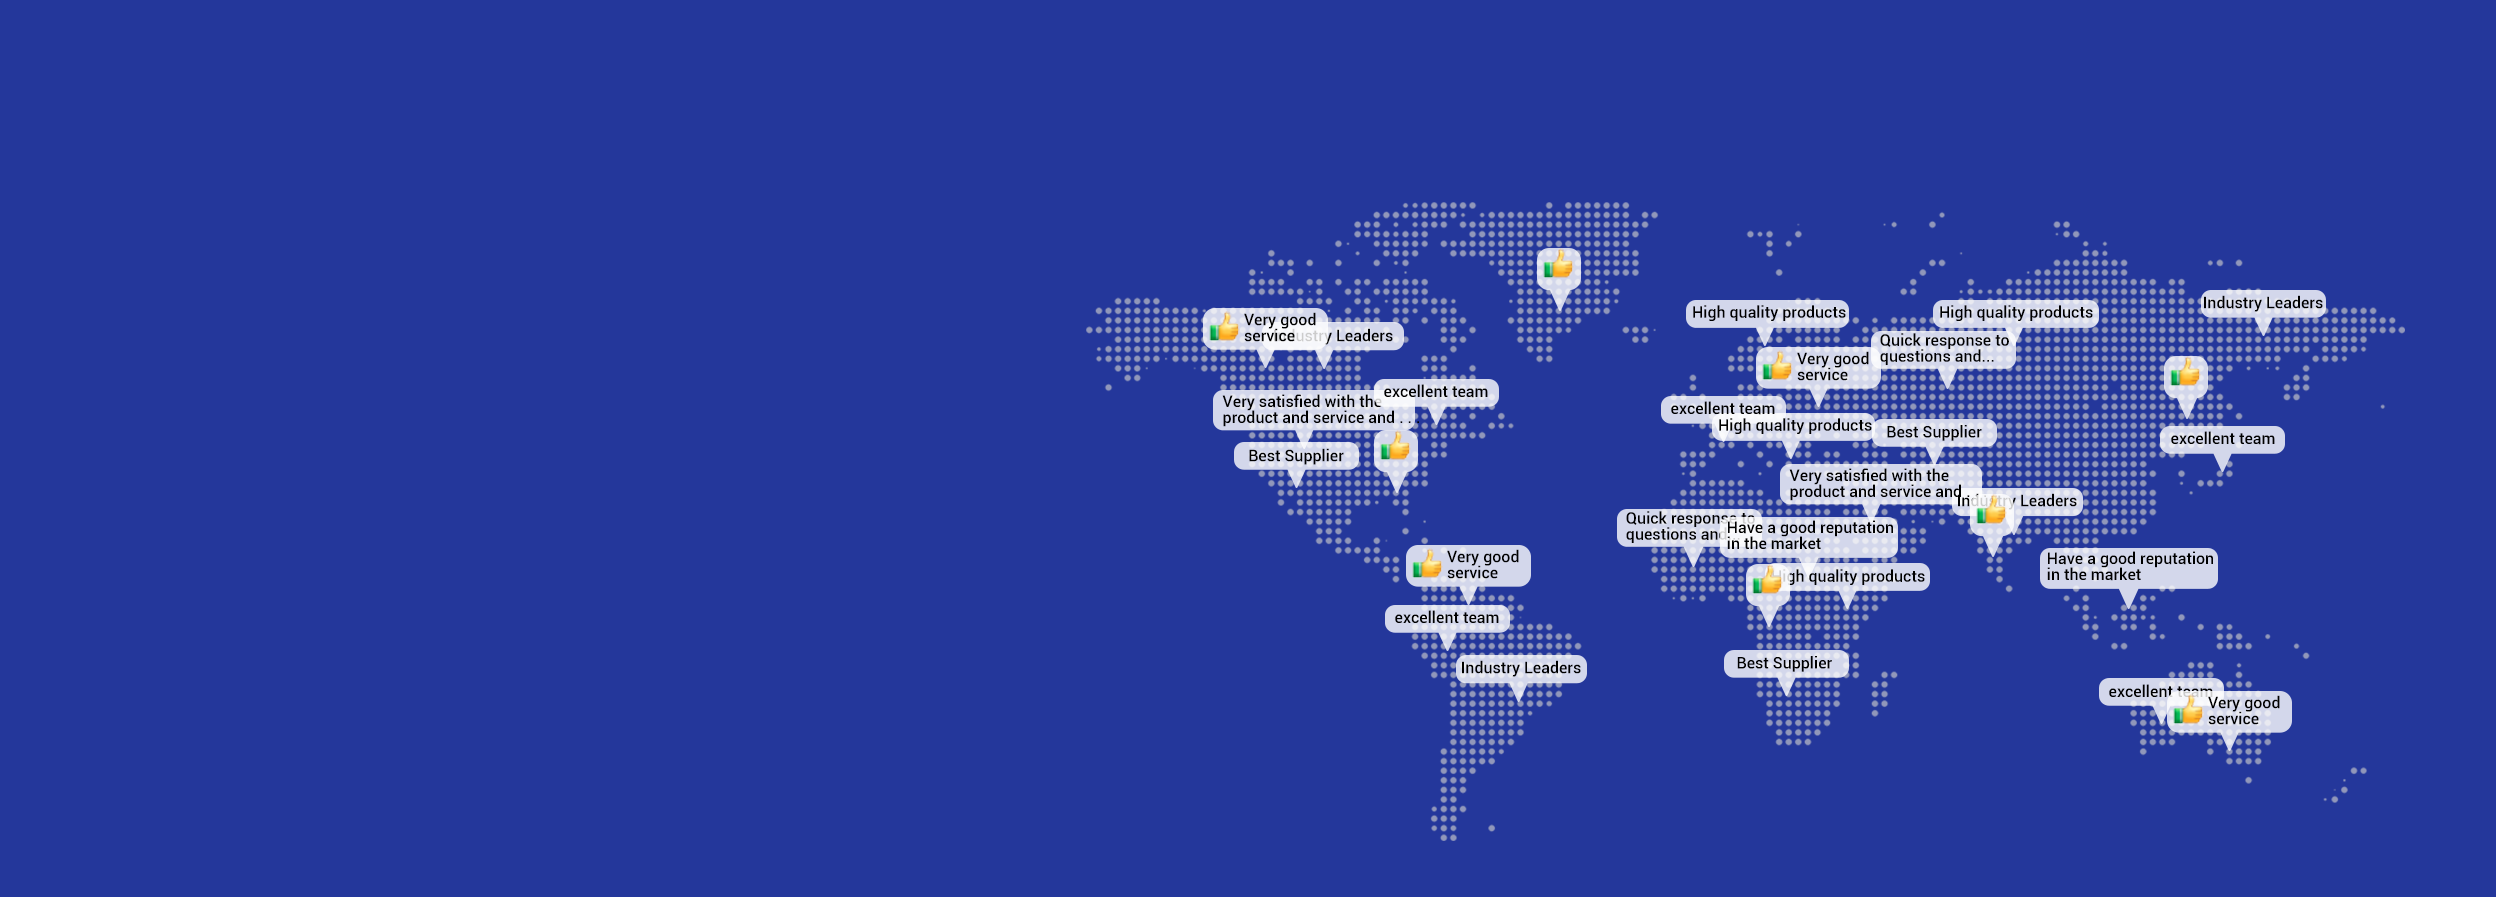 Industry Leaders
High quality products
High quality products
Very good
service
Industry Leaders
Quick response to
questions and...
Very good
service
excellent team
Very satisfied with the
product and service and . .
excellent team
High quality products
Best Supplier
excellent team
Best Supplier
Very satisfied with the
product and service and
Industry Leaders
Quick response to
questions and
Have a good reputation
in the market
Very good
service
Have a good reputation
in the market
High quality products
excellent team
Best Supplier
Industry Leaders
excellent team
Very good
service